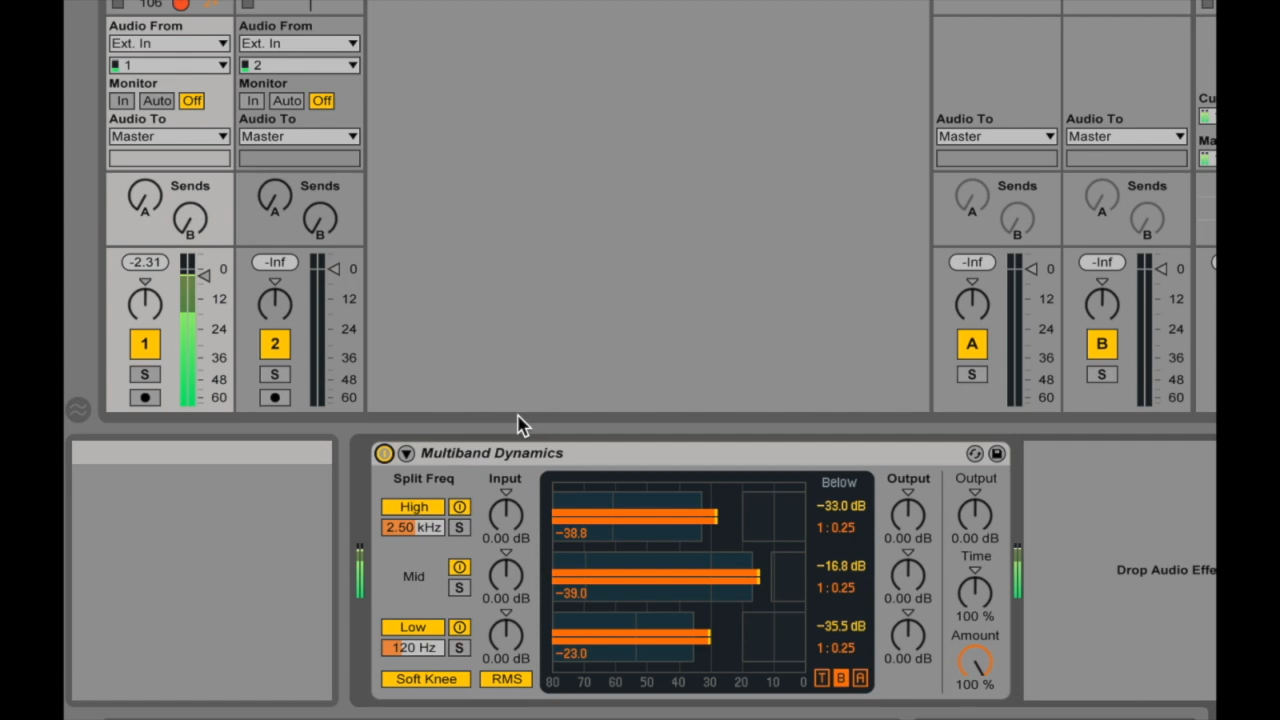 106
Audio From
Audio From
Ext. In
Ext. In
1
2
Cu
Monitor
Monitor
In Auto Off
In Auto Off
Audio To
Audio To
Audio To
Audio To
Master
Master
Master
Master
Ma
Sends
Sends
Sends
Sends
A
A
A
A
B
B
B
B
-2.31
-Inf
-Inf
-Inf
0
0
0
0
12
12
12
12
24
24
24
24
1
2
A
B
36
36
36
36
S
S
S
S
48
48
48
48
60
60
60
60
Multiband Dynamics
Split Freq
Input
Below
Output
Output
High
-33.0 dB
2.50 kHz
S
0.00 dB
-38.8
1 : 0.25
0.00 dB
0.00 dB
Time
Mid
-16.8 dB
Drop Audio Effe
S
0.00 dB
-39.0
1 : 0.25
0.00 dB
100 %
Low
-35.5 dB
Amount
120 Hz
S
0.00 dB
-23.0
1 : 0.25
0.00 dB
Soft Knee
RMS
80 70 60 50 40 30 20 10 0
T B A
100 %